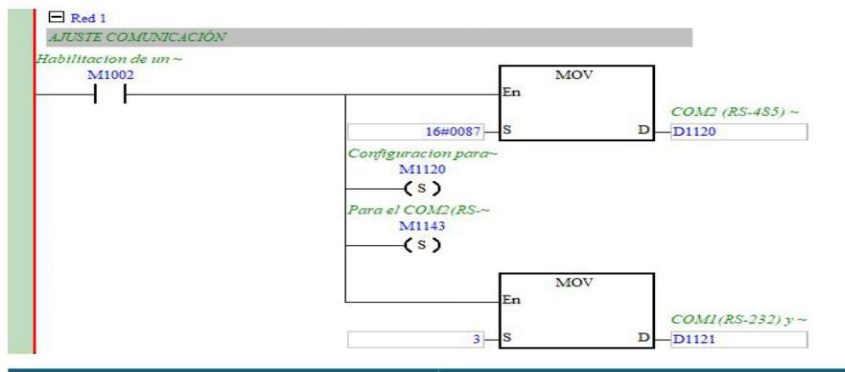 Red 1
AJUSTE COMUNICACIÓN
Habilitacion de un ~
M1002
MOV
En
COM2 (RS-485) ~
16#0087 S D D1120
Configuracion para~
M1120
S
Para el COM2(RS-~
M1143
S
MOV
En
COM1(RS-232) y ~
3 S D D1121